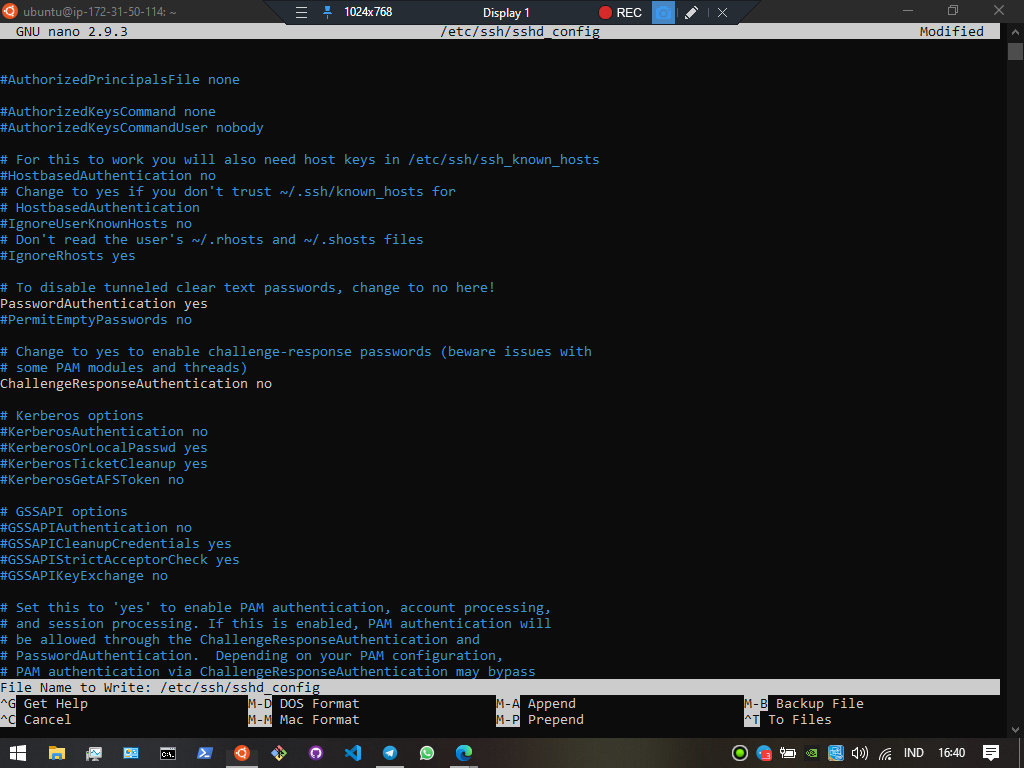 ubuntu@ip-172-31-50-114: ~
1024x768
Display 1
REC
GNU nano 2.9.3 /etc/ssh/sshd_config Modified
#AuthorizedPrincipalsFile none
#AuthorizedKeysCommand none
#AuthorizedKeysCommandUser nobody
# For this to work you will also need host keys in /etc/ssh/ssh_known_hosts
#HostbasedAuthentication no
# Change to yes if you don't trust ~/.ssh/known_hosts for
# HostbasedAuthentication
#IgnoreUserKnownHosts no
# Don't read the user's ~/.rhosts and ~/.shosts files
#IgnoreRhosts yes
# To disable tunneled clear text passwords, change to no here!
PasswordAuthentication yes
#PermitEmptyPasswords no
# Change to yes to enable challenge-response passwords (beware issues with
# some PAM modules and threads)
ChallengeResponseAuthentication no
# Kerberos options
#KerberosAuthentication no
#KerberosOrLocalPasswd yes
#KerberosTicketCleanup yes
#KerberosGetAFSToken no
# GSSAPI options
#GSSAPIAuthentication no
#GSSAPICleanupCredentials yes
#GSSAPIStrictAcceptorCheck yes
#GSSAPIKeyExchange no
# Set this to 'yes' to enable PAM authentication, account processing,
# and session processing. If this is enabled, PAM authentication will
# be allowed through the ChallengeResponseAuthentication and
# PasswordAuthentication.  Depending on your PAM configuration,
# PAM authentication via ChallengeResponseAuthentication may bypass
File Name to Write: /etc/ssh/sshd_config
^G Get Help M-D DOS Format M-A Append M-B Backup File
^C Cancel M-M Mac Format M-P Prepend ^T To Files
IND 16:40